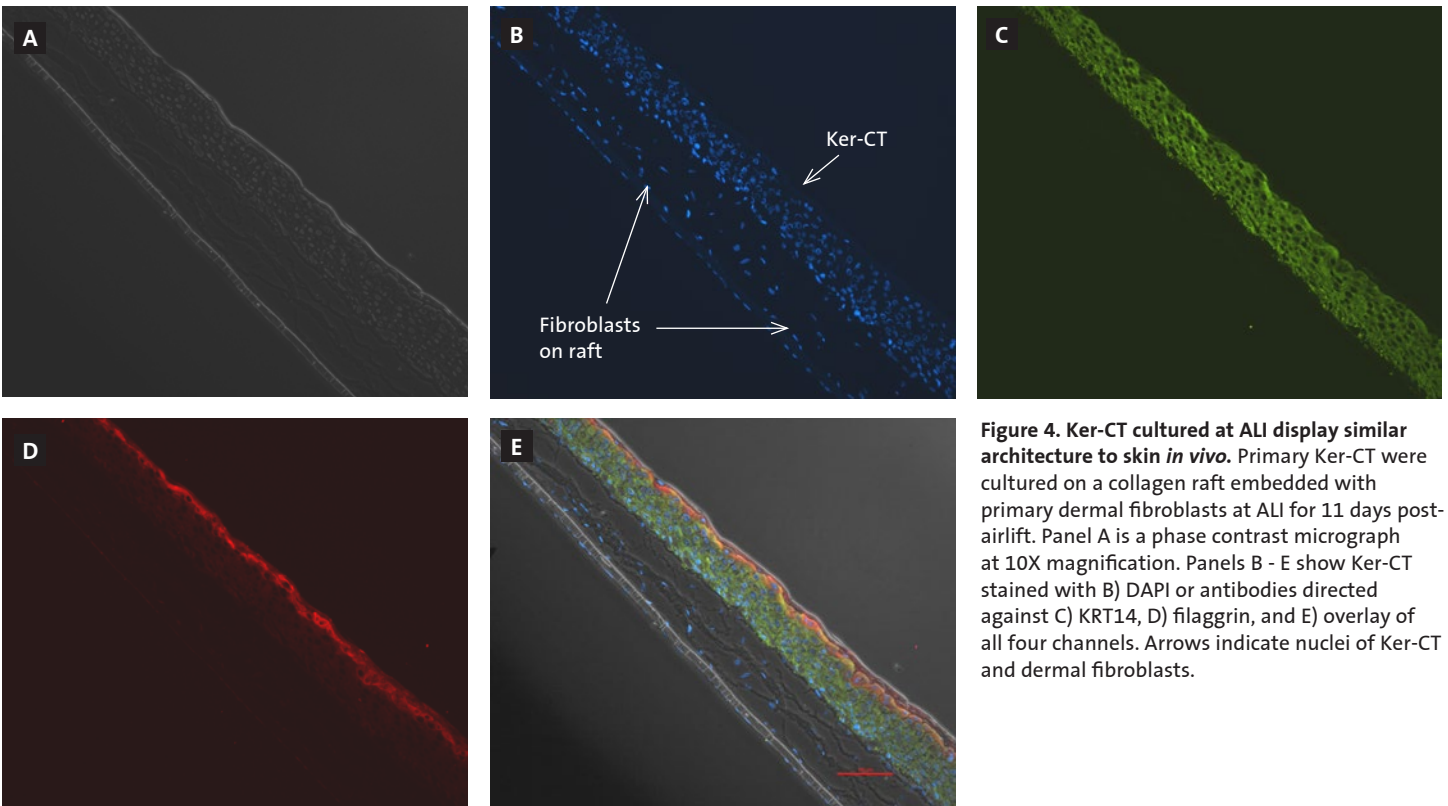 A
B
Ker-CT
Fibroblasts
on raft
C
D
E
Figure 4. Ker-CT cultured at ALI display similar
architecture to skin in vivo. Primary Ker-CT were
cultured on a collagen raft embedded with
primary dermal fibroblasts at ALI for 11 days post-
airlift. Panel A is a phase contrast micrograph
at 10X magnification. Panels B - E show Ker-CT
stained with B) DAPI or antibodies directed
against C) KRT14, D) filaggrin, and E) overlay of
all four channels. Arrows indicate nuclei of Ker-CT
and dermal fibroblasts.